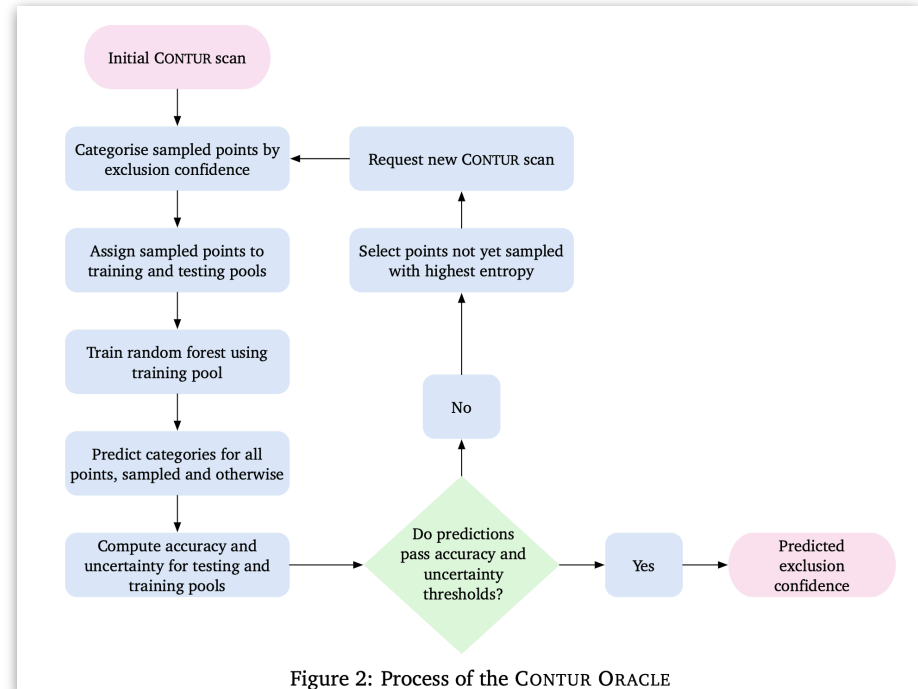 Initial CONTUR scan
Categorise sampled points by
exclusion confidence
Request new CONTUR scan
Assign sampled points to
training and testing pools
Select points not yet sampled
with highest entropy
Train random forest using
training pool
No
Predict categories for all
points, sampled and otherwise
Compute accuracy and
uncertainty for testing and
training pools
Do predictions
pass accuracy and
uncertainty
thresholds?
Yes
Predicted
exclusion
confidence
Figure 2: Process of the CONTUR ORACLE